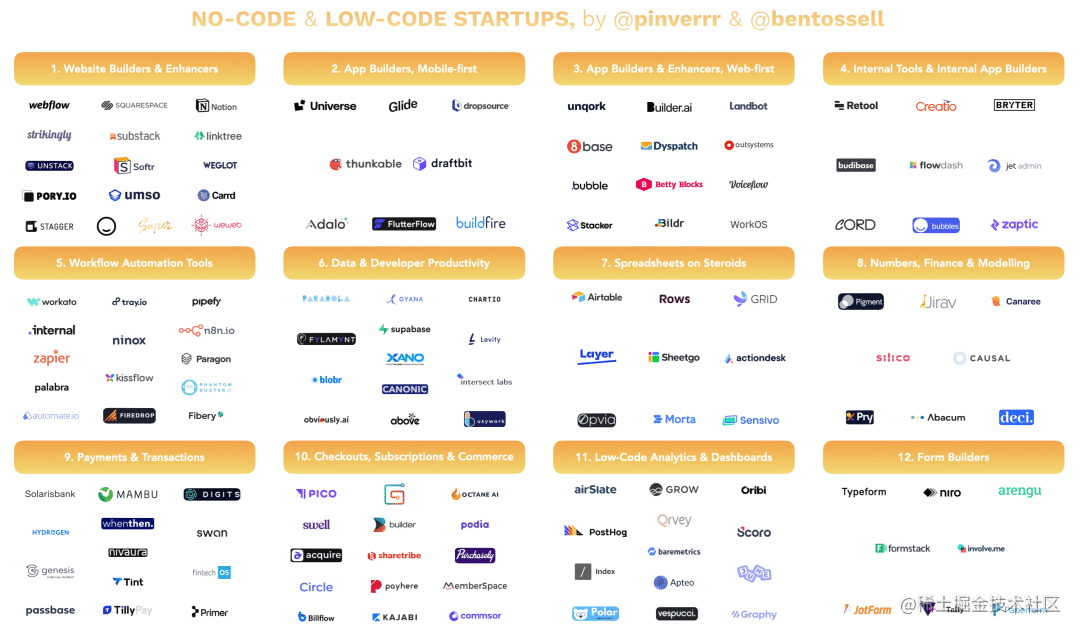 NO-CODE & LOW-CODE STARTUPS, by @pinverrr & @bentossell
1. Website Builders & Enhancers
webflow SQUARESPACE Notion
strikingly substack linktree
UNSTACK Softr WEGLOT
PORY.IO umso Carrd
STAGGER Super weweb
2. App Builders, Mobile-first
Universe Glide dropsource
thunkable draftbit
Adalo FlutterFlow buildfire
3. App Builders & Enhancers, Web-first
unqork Builder.ai Landbot
8base Dyspatch outsystems
.bubble Betty Blocks Voiceflow
Stacker Bildr WorkOS
4. Internal Tools & Internal App Builders
Retool Creatio BRYTER
budibase flowdash jet admin
CORD bubbles zaptic
5. Workflow Automation Tools
workato tray.io pipefy
.internal ninox n8n.io
zapier Paragon
palabra kissflow PHANTOM BUSTER
automate.io FIREDROP Fibery
6. Data & Developer Productivity
PARABOLA GYANA CHARTIO
FYLAMYNT supabase Levity
XANO
blobr CANONIC intersect labs
obviously.ai above busywork
7. Spreadsheets on Steroids
Airtable Rows GRID
Layer Sheetgo actiondesk
Opvia Morta Sensivo
8. Numbers, Finance & Modelling
Pigment Jirav Canaree
CAUSAL
Pry Abacum deci.
9. Payments & Transactions
Solarisbank MAMBU DIGITS
HYDROGEN whenthen. swan
nivaura
genesis Tint fintech OS
passbase TillyPay Primer
10. Checkouts, Subscriptions & Commerce
PICO OCTANE AI
swell builder podia
acquire sharetribe Purchasely
Circle payhere MemberSpace
Billflow KAJABI commsor
11. Low-Code Analytics & Dashboards
airSlate GROW Oribi
PostHog Qrvey Scoro
baremetrics
Index Apteo
Polar vespucci. Graphy
12. Form Builders
Typeform niro arengu
formstack involve.me
JotForm Tally Paperform
@稀土掘金技术社区